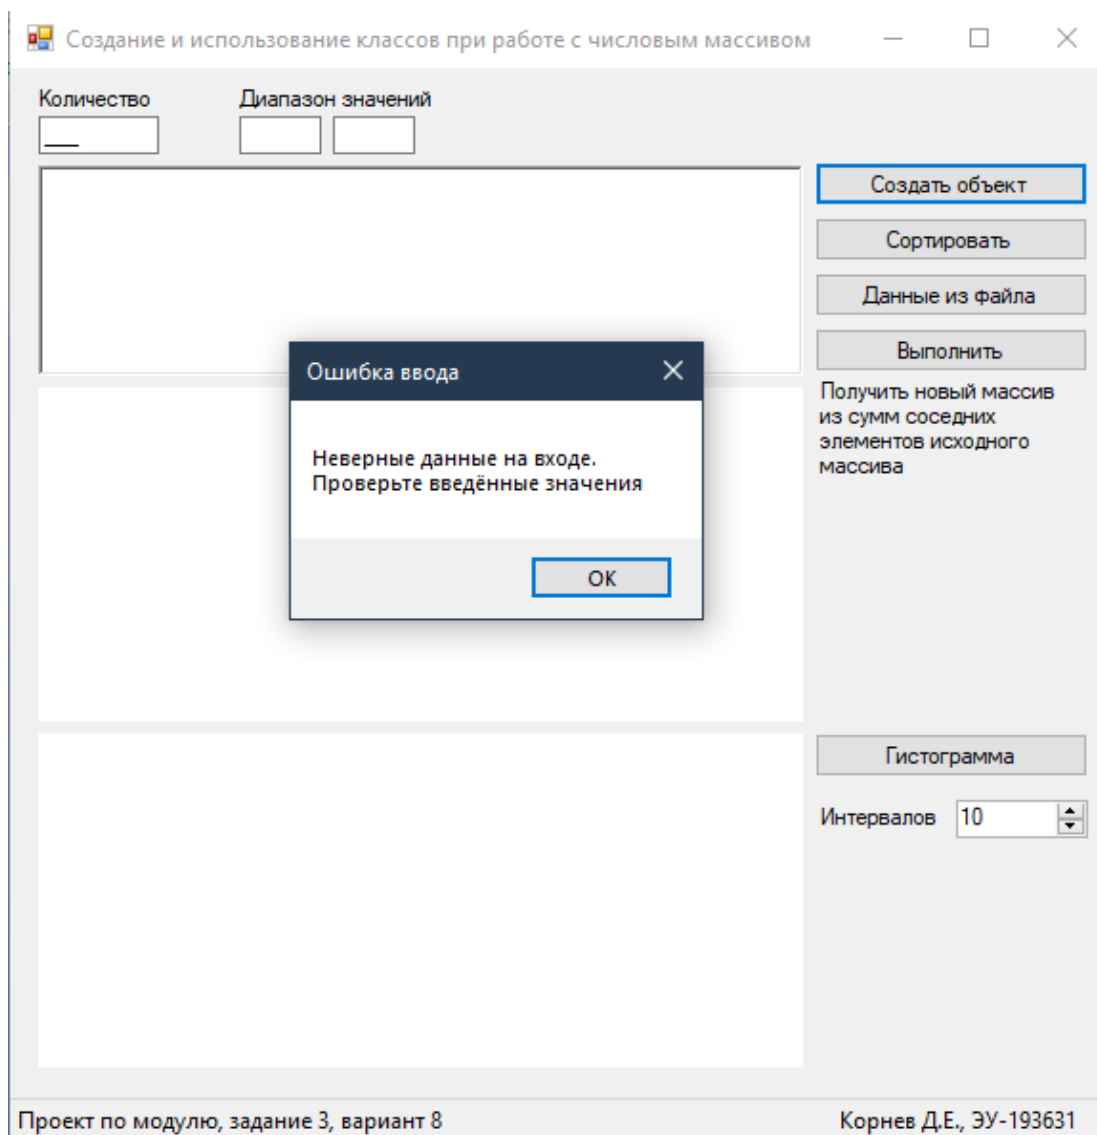 Создание и использование классов при работе с числовым массивом
Количество
Диапазон значений
___
Создать объект
Сортировать
Данные из файла
Выполнить
Ошибка ввода
Получить новый массив
из сумм соседних
элементов исходного
массива
Неверные данные на входе.
Проверьте введённые значения
ОК
Гистограмма
Интервалов
10
Проект по модулю, задание 3, вариант 8
Корнев Д.Е., ЭУ-193631